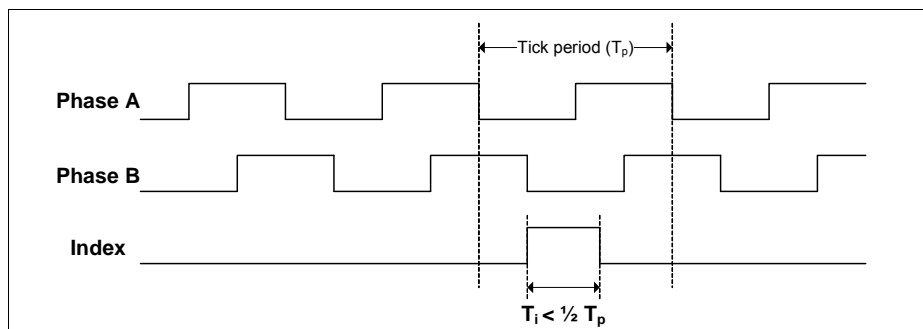 Tick period (Tₚ)
Phase A
Phase B
Index
Tᵢ < ½ Tₚ